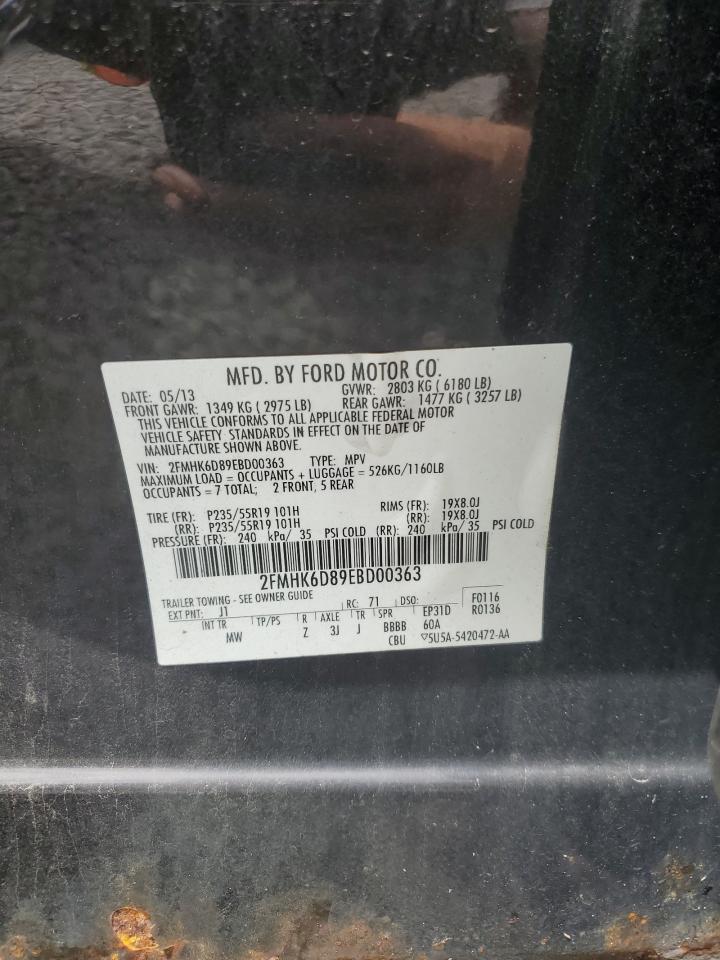 MFD. BY FORD MOTOR CO.
DATE: 05/13 GVWR: 2803 KG ( 6180 LB)
FRONT GAWR: 1349 KG ( 2975 LB) REAR GAWR: 1477 KG ( 3257 LB)
THIS VEHICLE CONFORMS TO ALL APPLICABLE FEDERAL MOTOR
VEHICLE SAFETY STANDARDS IN EFFECT ON THE DATE OF
MANUFACTURE SHOWN ABOVE.
VIN: 2FMHK6D89EBD00363 TYPE: MPV
MAXIMUM LOAD = OCCUPANTS + LUGGAGE = 526KG/1160LB
OCCUPANTS = 7 TOTAL; 2 FRONT, 5 REAR
TIRE (FR): P235/55R19 101H RIMS (FR): 19X8.0J
(RR): P235/55R19 101H (RR): 19X8.0J
PRESSURE (FR): 240 kPa/ 35 PSI COLD (RR): 240 kPa/ 35 PSI COLD
2FMHK6D89EBD00363
TRAILER TOWING - SEE OWNER GUIDE
EXT PNT: J1 RC: 71 DSO: F0116
INT TR TP/PS R AXLE TR SPR EP31D R0136
MW Z 3J J BBBB 60A
CBU ▽5U5A-5420472-AA